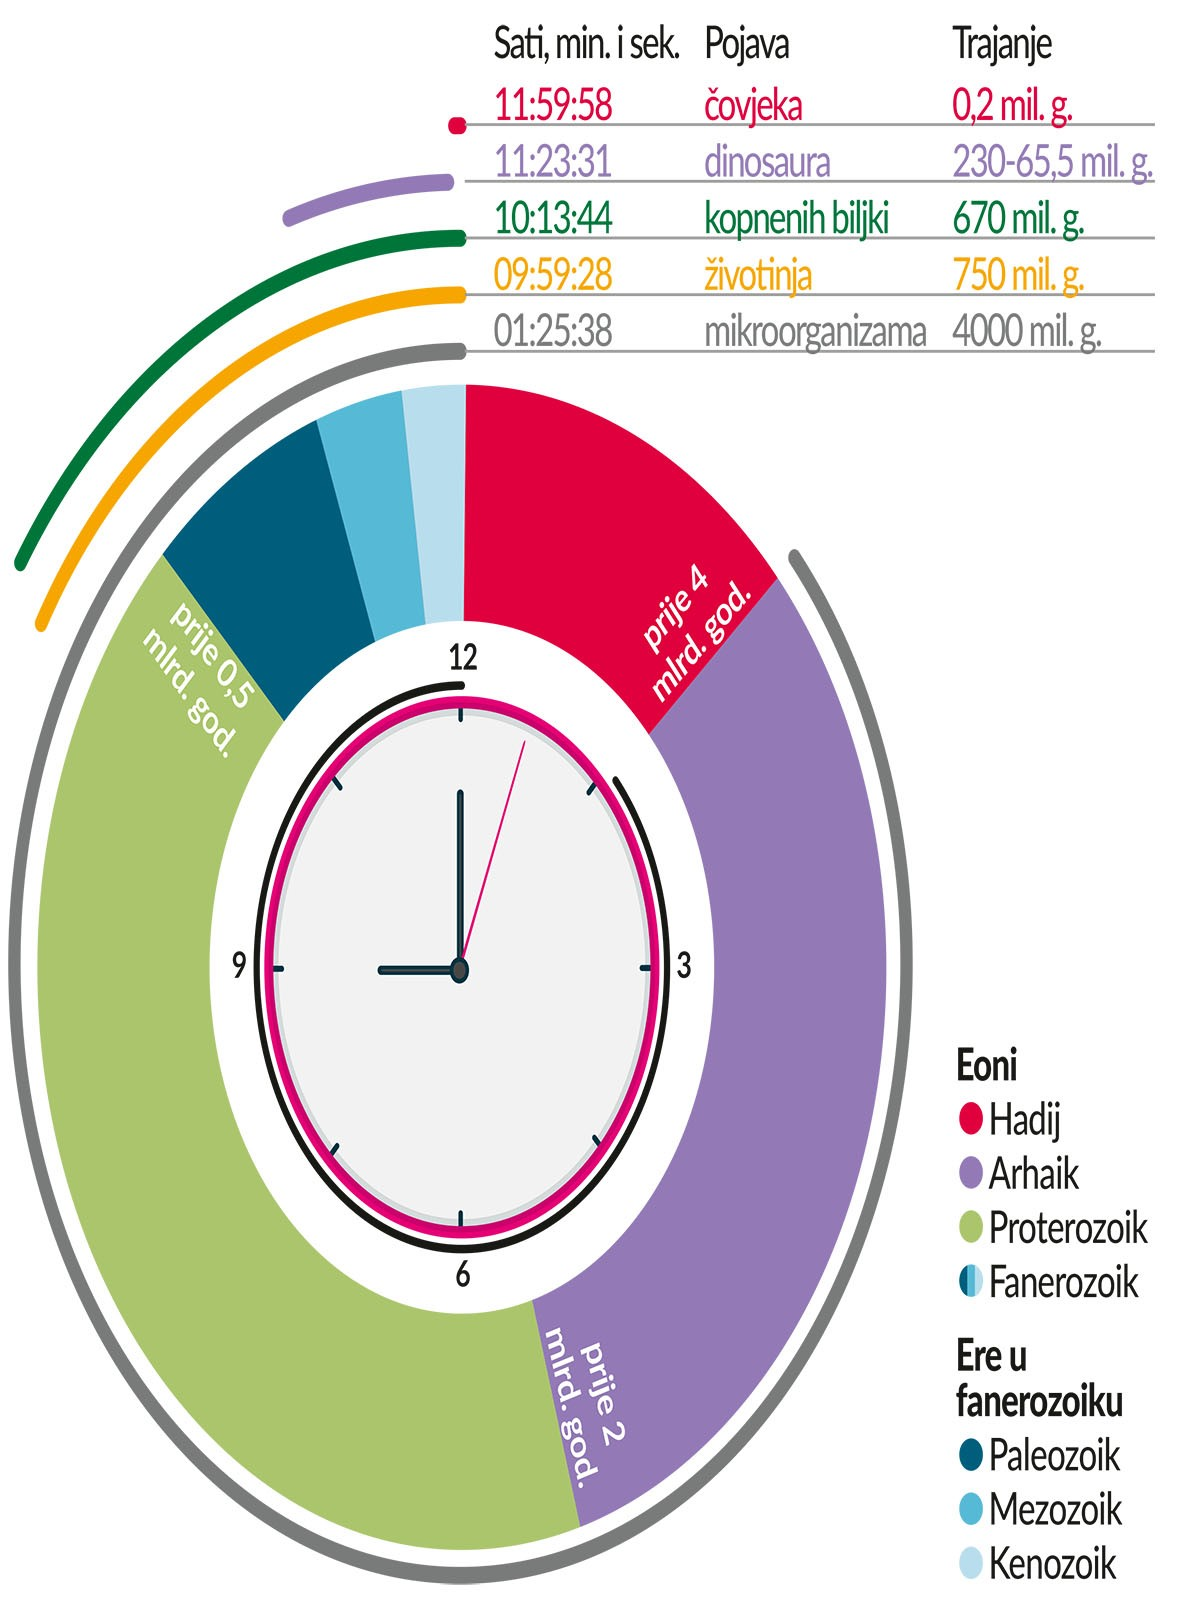 Sati, min. i sek. Pojava Trajanje
11:59:58 čovjeka 0,2 mil. g.
11:23:31 dinosaura 230-65,5 mil. g.
10:13:44 kopnenih biljki 670 mil. g.
09:59:28 životinja 750 mil. g.
01:25:38 mikroorganizama 4000 mil. g.
prije 4
mlrd. god.
prije 0,5
mlrd. god.
12
9
3
6
prije 2
mlrd. god.
Eoni
Hadij
Arhaik
Proterozoik
Fanerozoik
Ere u
fanerozoiku
Paleozoik
Mezozoik
Kenozoik